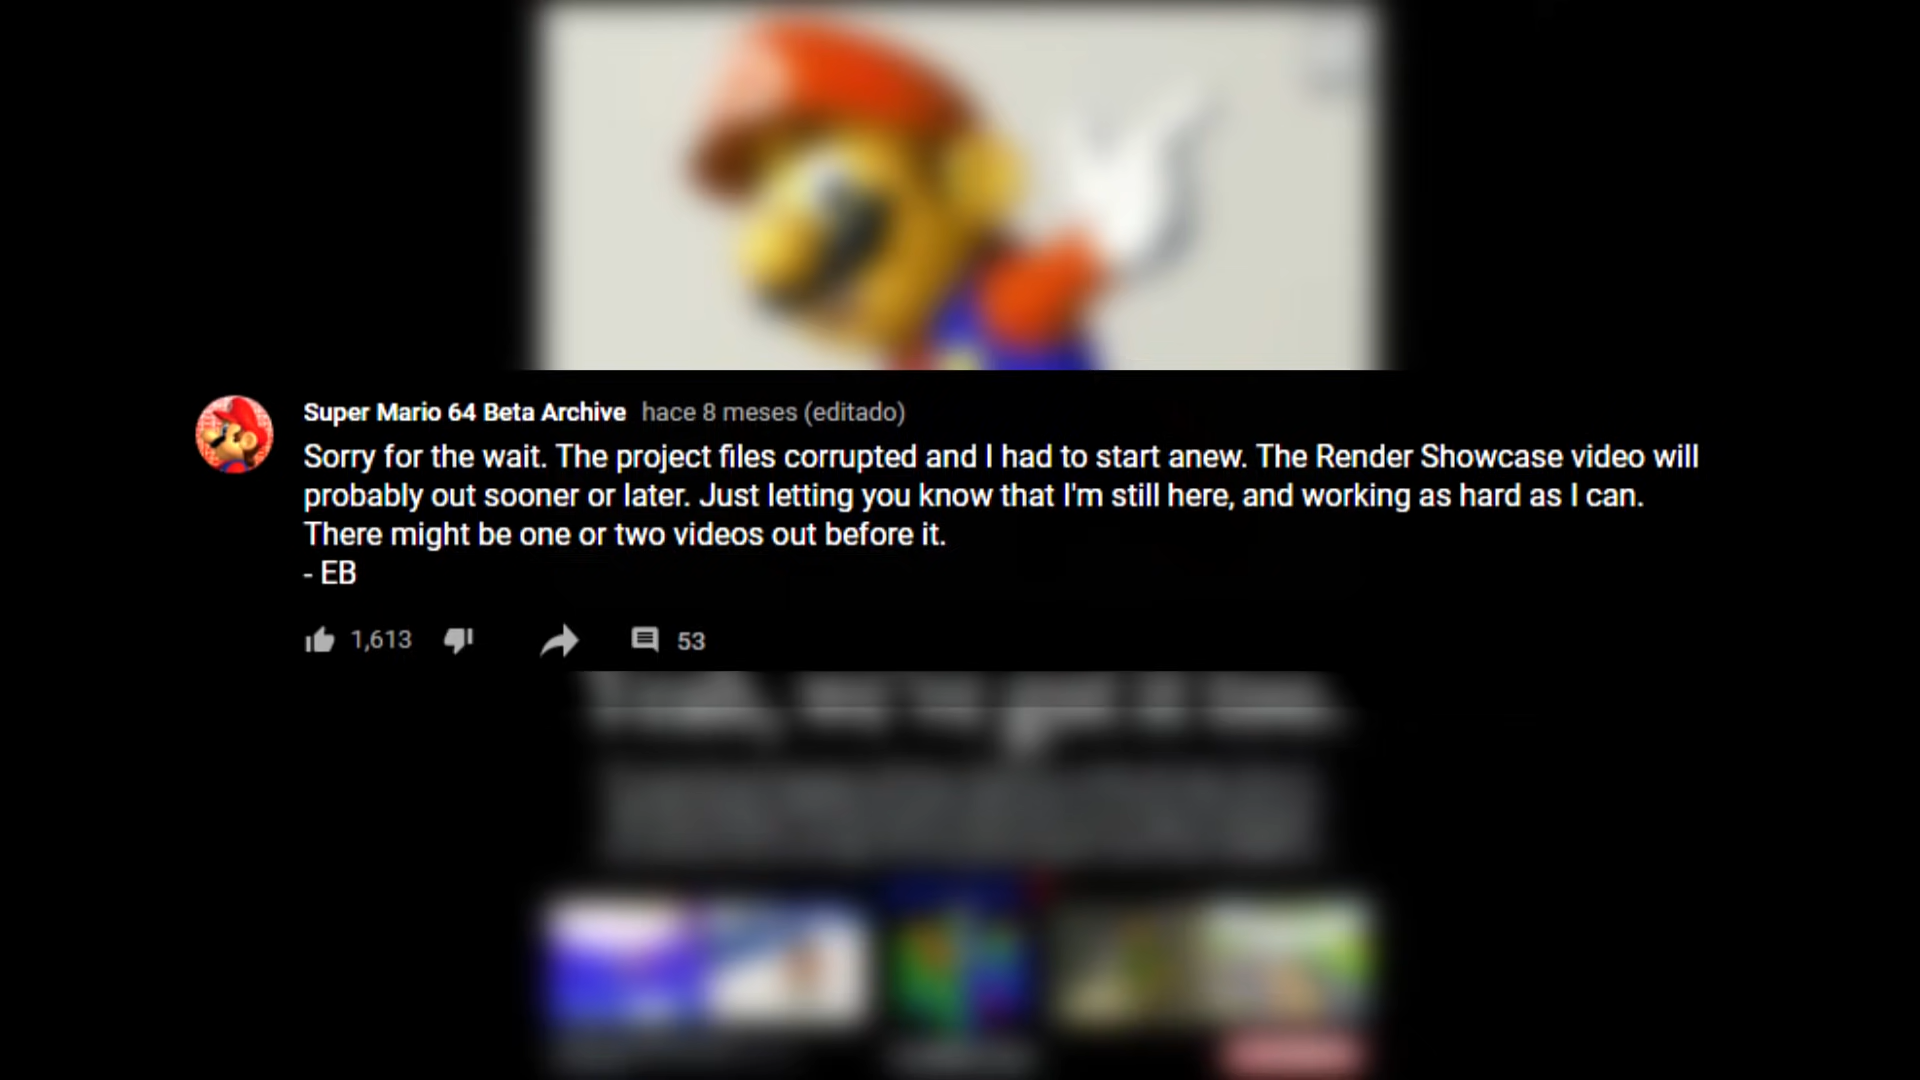 Super Mario 64 Beta Archive hace 8 meses (editado)
Sorry for the wait. The project files corrupted and I had to start anew. The Render Showcase video will
probably out sooner or later. Just letting you know that I'm still here, and working as hard as I can.
There might be one or two videos out before it.
- EB
1,613 53